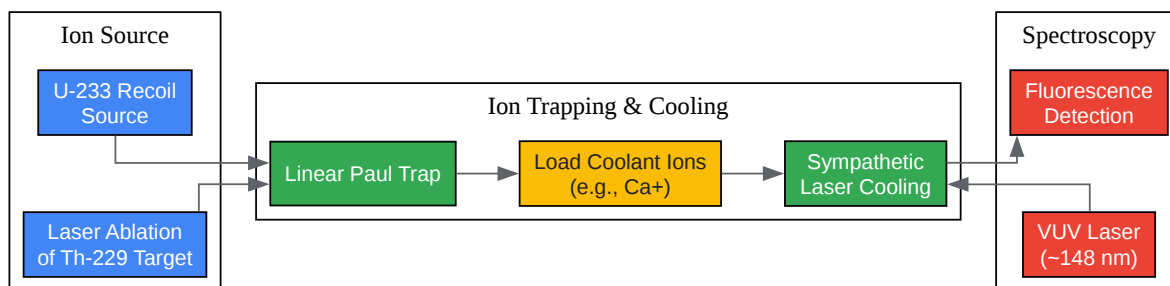 Ion Source
U-233 Recoil
Source
Laser Ablation
of Th-229 Target
Ion Trapping & Cooling
Linear Paul Trap
Load Coolant Ions
(e.g., Ca+)
Sympathetic
Laser Cooling
Spectroscopy
Fluorescence
Detection
VUV Laser
(~148 nm)